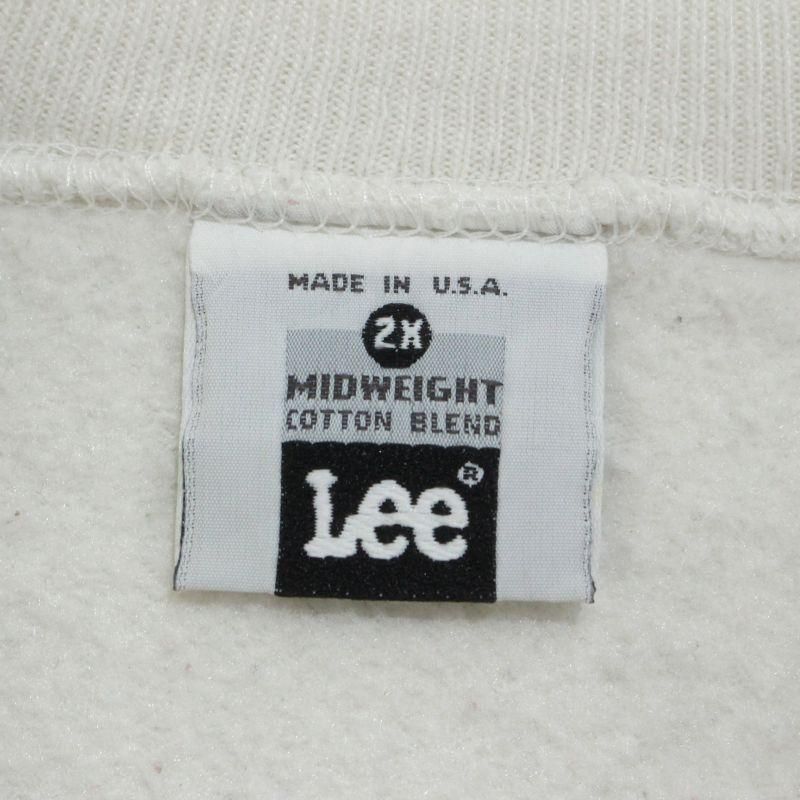 MADE IN U.S.A.
2X
MIDWEIGHT
COTTON BLEND
Lee®